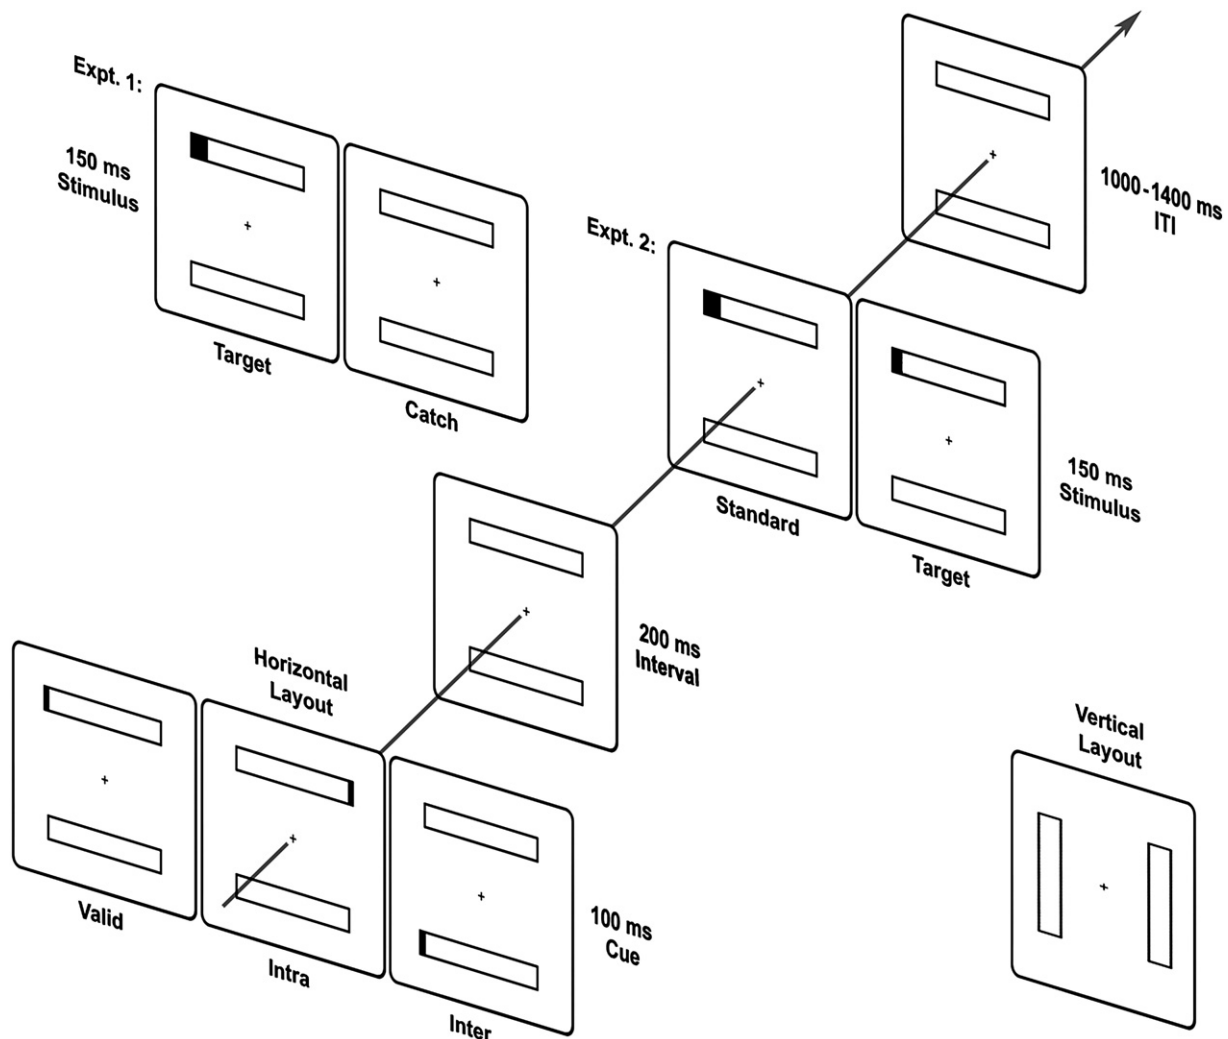 Expt. 1:
150 ms
Stimulus
Target
Catch
1000-1400 ms
ITI
Expt. 2:
Standard
Target
150 ms
Stimulus
200 ms
Interval
Horizontal
Layout
Valid
Intra
Inter
100 ms
Cue
Vertical
Layout